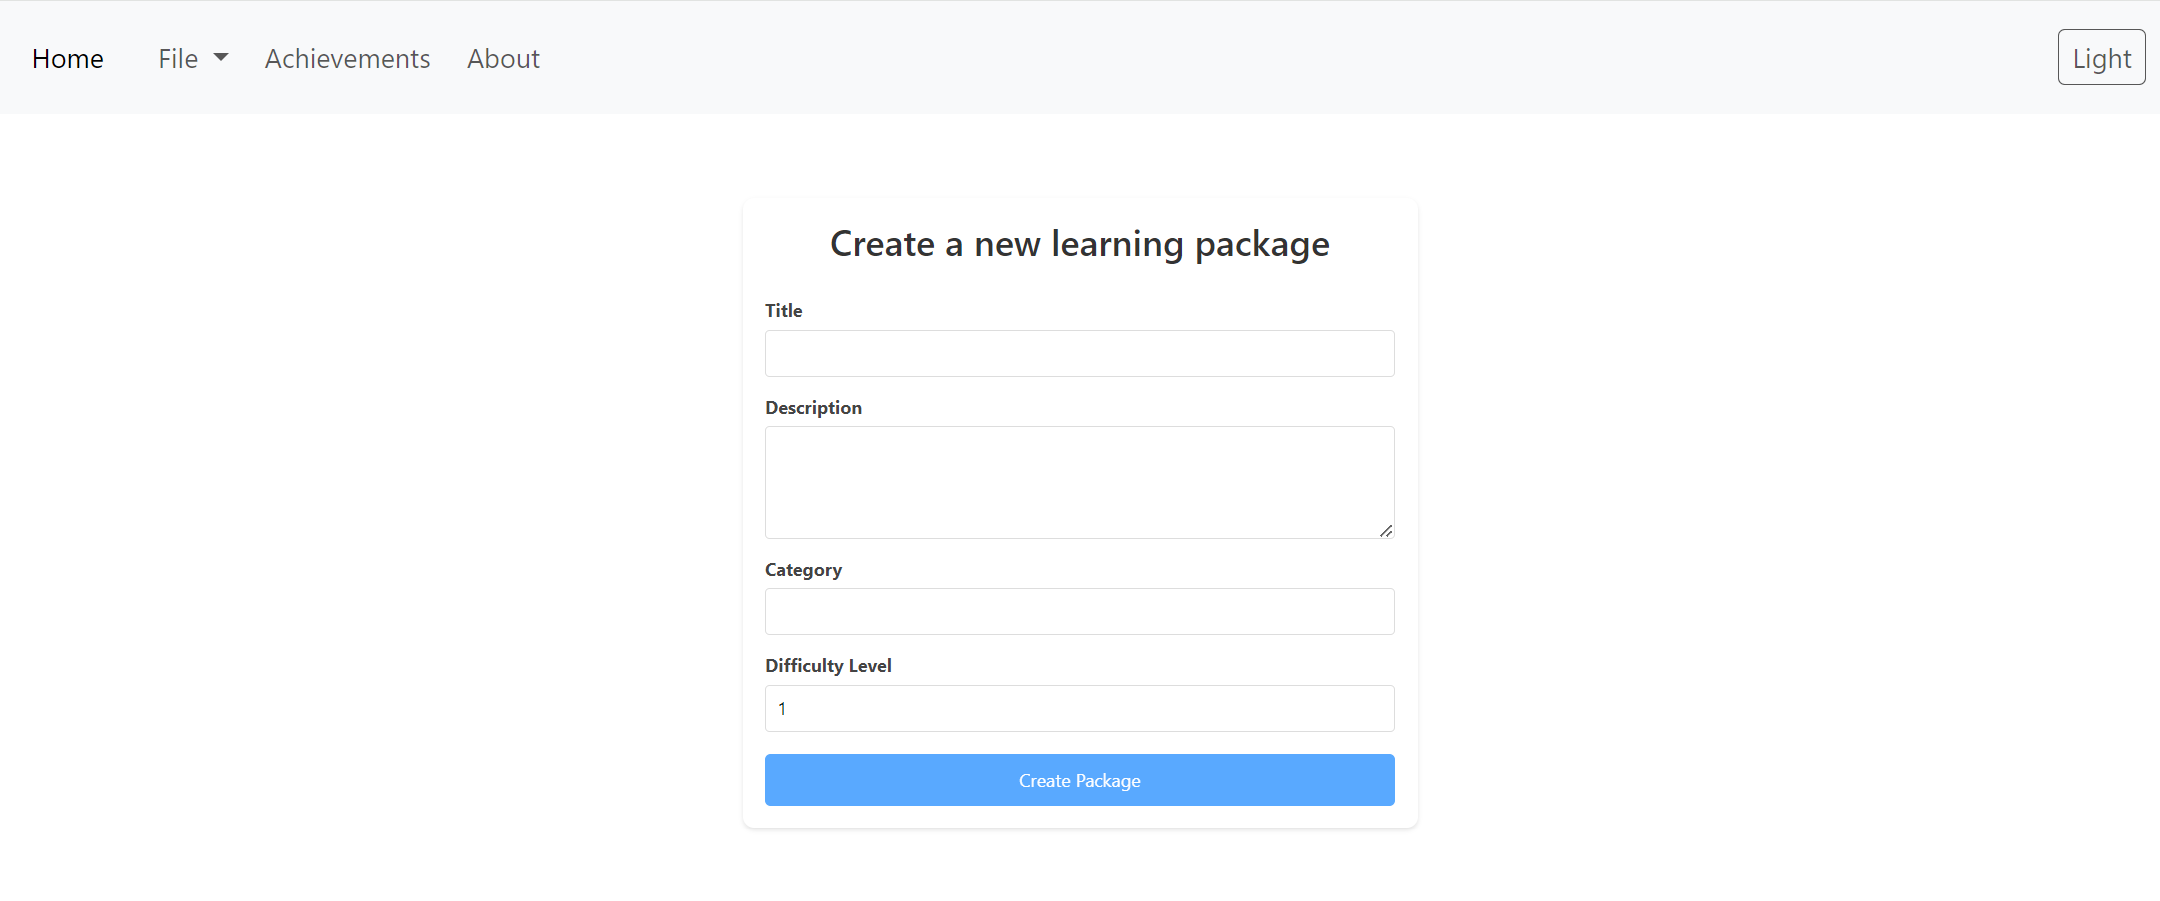 Home File Achievements About Light
Create a new learning package
Title
Description
Category
Difficulty Level
1
Create Package